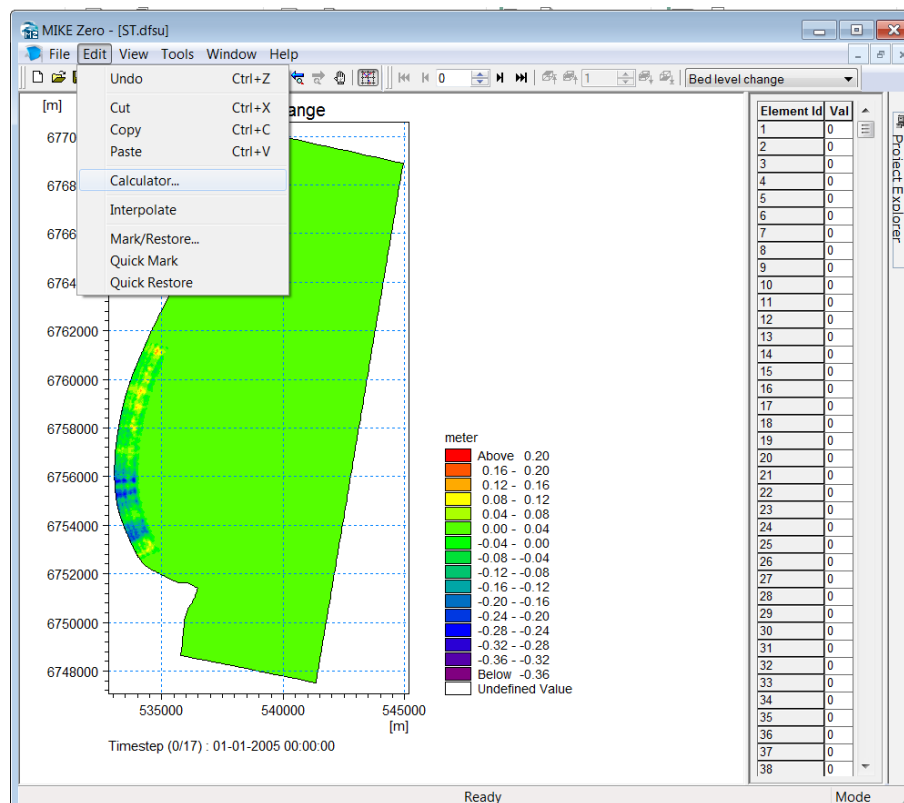 MIKE Zero - [ST.dfsu]
File Edit View Tools Window Help
0 1 Bed level change
Undo Ctrl+Z
Cut Ctrl+X
Copy Ctrl+C
Paste Ctrl+V
Calculator...
Interpolate
Mark/Restore...
Quick Mark
Quick Restore
[m] ange
6770
6768
6766
6764
6762000
6760000
6758000
6756000
6754000
6752000
6750000
6748000
535000 540000 545000
[m]
Timestep (0/17) : 01-01-2005 00:00:00
meter
Above 0.20
0.16 - 0.20
0.12 - 0.16
0.08 - 0.12
0.04 - 0.08
0.00 - 0.04
-0.04 - 0.00
-0.08 - -0.04
-0.12 - -0.08
-0.16 - -0.12
-0.20 - -0.16
-0.24 - -0.20
-0.28 - -0.24
-0.32 - -0.28
-0.36 - -0.32
Below -0.36
Undefined Value
Element Id Val
1 0
2 0
3 0
4 0
5 0
6 0
7 0
8 0
9 0
10 0
11 0
12 0
13 0
14 0
15 0
16 0
17 0
18 0
19 0
20 0
21 0
22 0
23 0
24 0
25 0
26 0
27 0
28 0
29 0
30 0
31 0
32 0
33 0
34 0
35 0
36 0
37 0
38 0
Project Explorer
Ready Mode